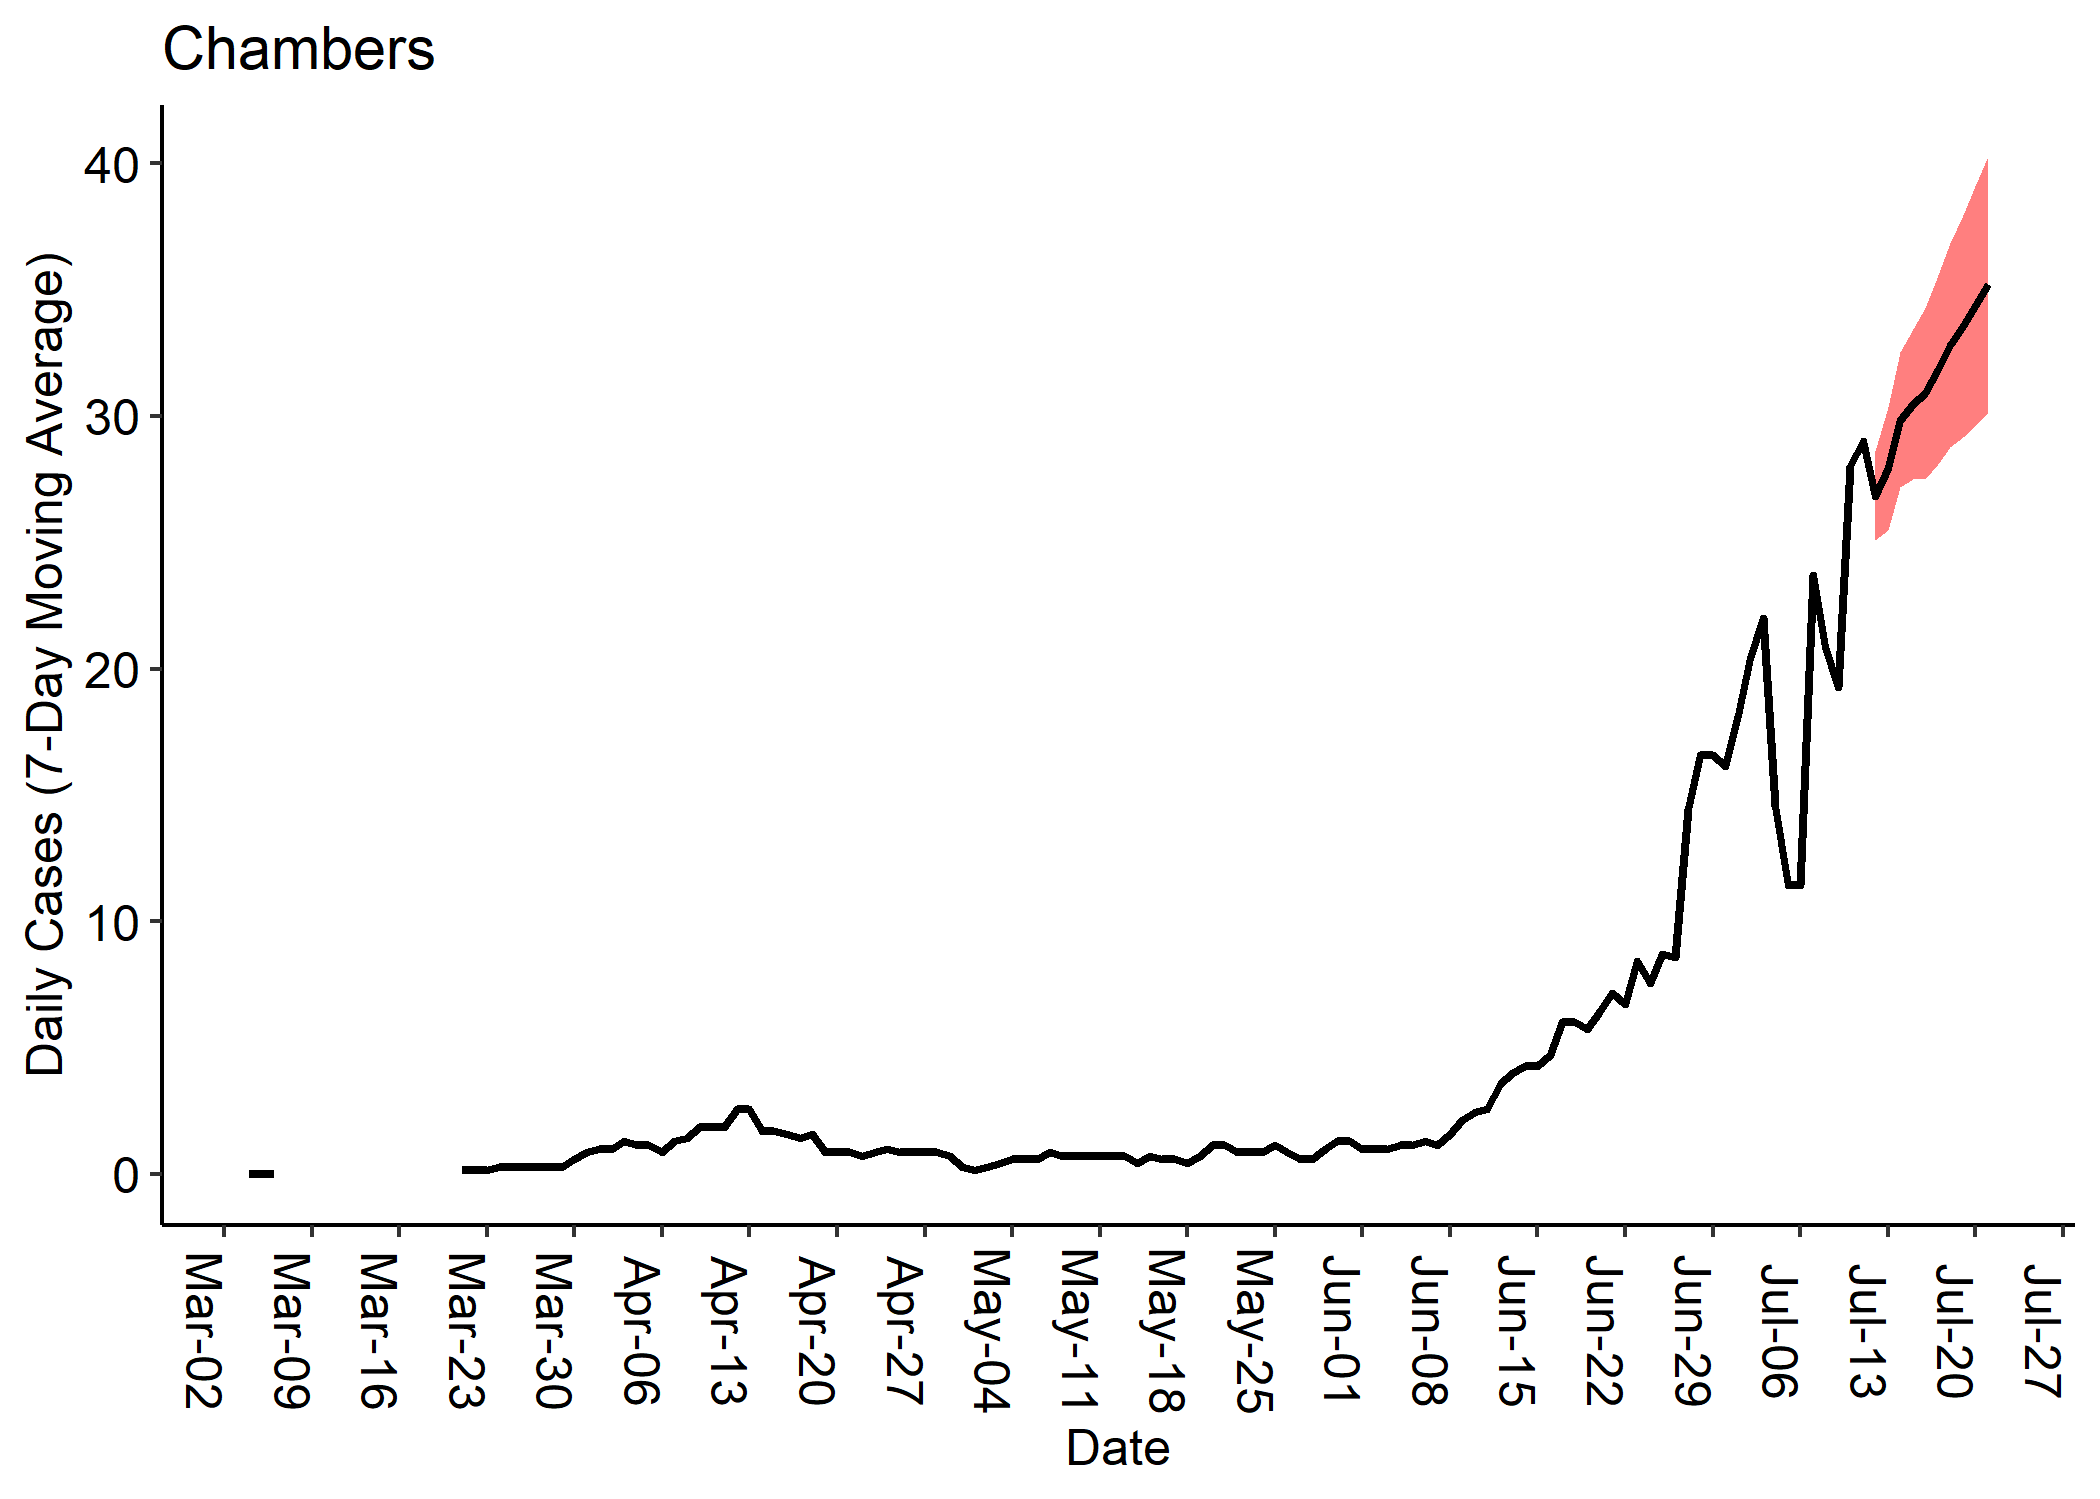 Chambers
Daily Cases (7-Day Moving Average)
40
30
20
10
0
Mar-02
Mar-09
Mar-16
Mar-23
Mar-30
Apr-06
Apr-13
Apr-20
Apr-27
May-04
May-11
May-18
May-25
Jun-01
Jun-08
Jun-15
Jun-22
Jun-29
Jul-06
Jul-13
Jul-20
Jul-27
Date